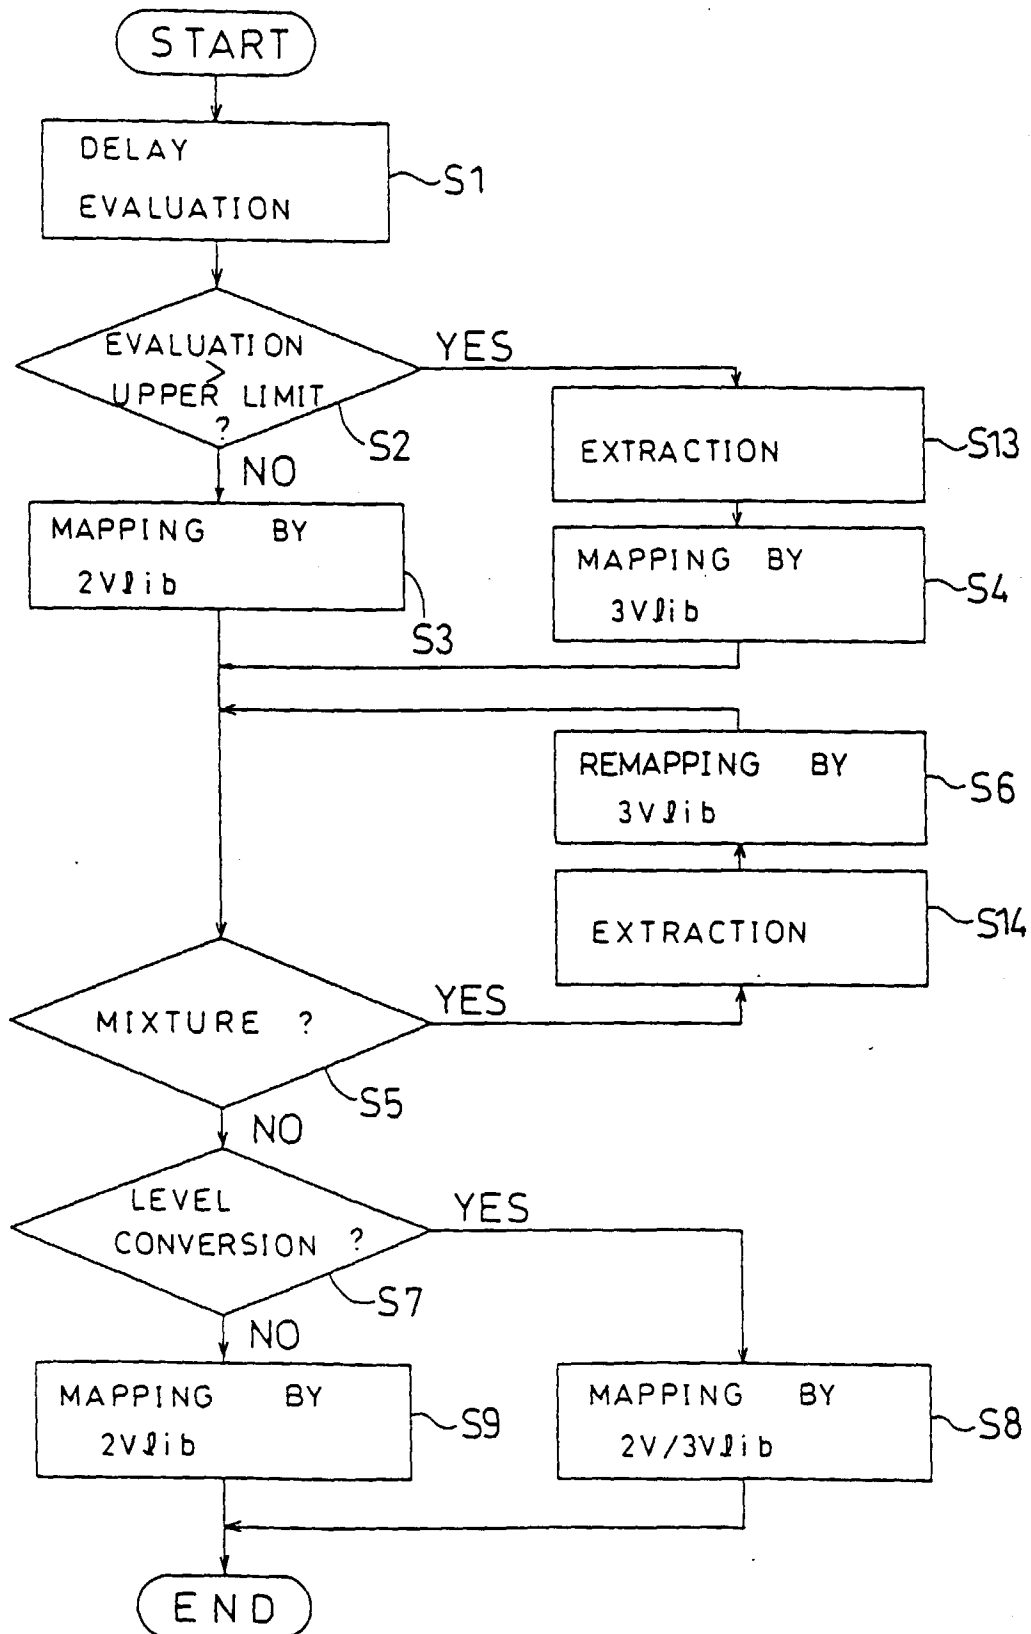 START
DELAY
EVALUATION
S1
EVALUATION
>
UPPER LIMIT
?
S2
YES
NO
EXTRACTION
S13
MAPPING BY
2Vlib
S3
MAPPING BY
3Vlib
S4
REMAPPING BY
3Vlib
S6
EXTRACTION
S14
MIXTURE ?
YES
S5
NO
LEVEL
CONVERSION ?
YES
S7
NO
MAPPING BY
2Vlib
S9
MAPPING BY
2V/3Vlib
S8
END